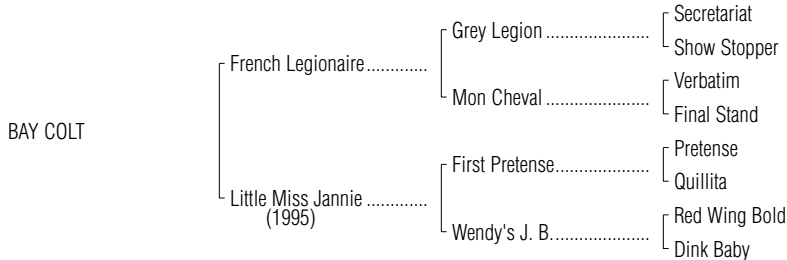 Secretariat
Grey Legion ......................
Show Stopper
French Legionaire.............
Verbatim
Mon Cheval ......................
Final Stand
BAY COLT
Pretense
First Pretense....................
Quillita
Little Miss Jannie .............
(1995)
Red Wing Bold
Wendy's J. B.....................
Dink Baby